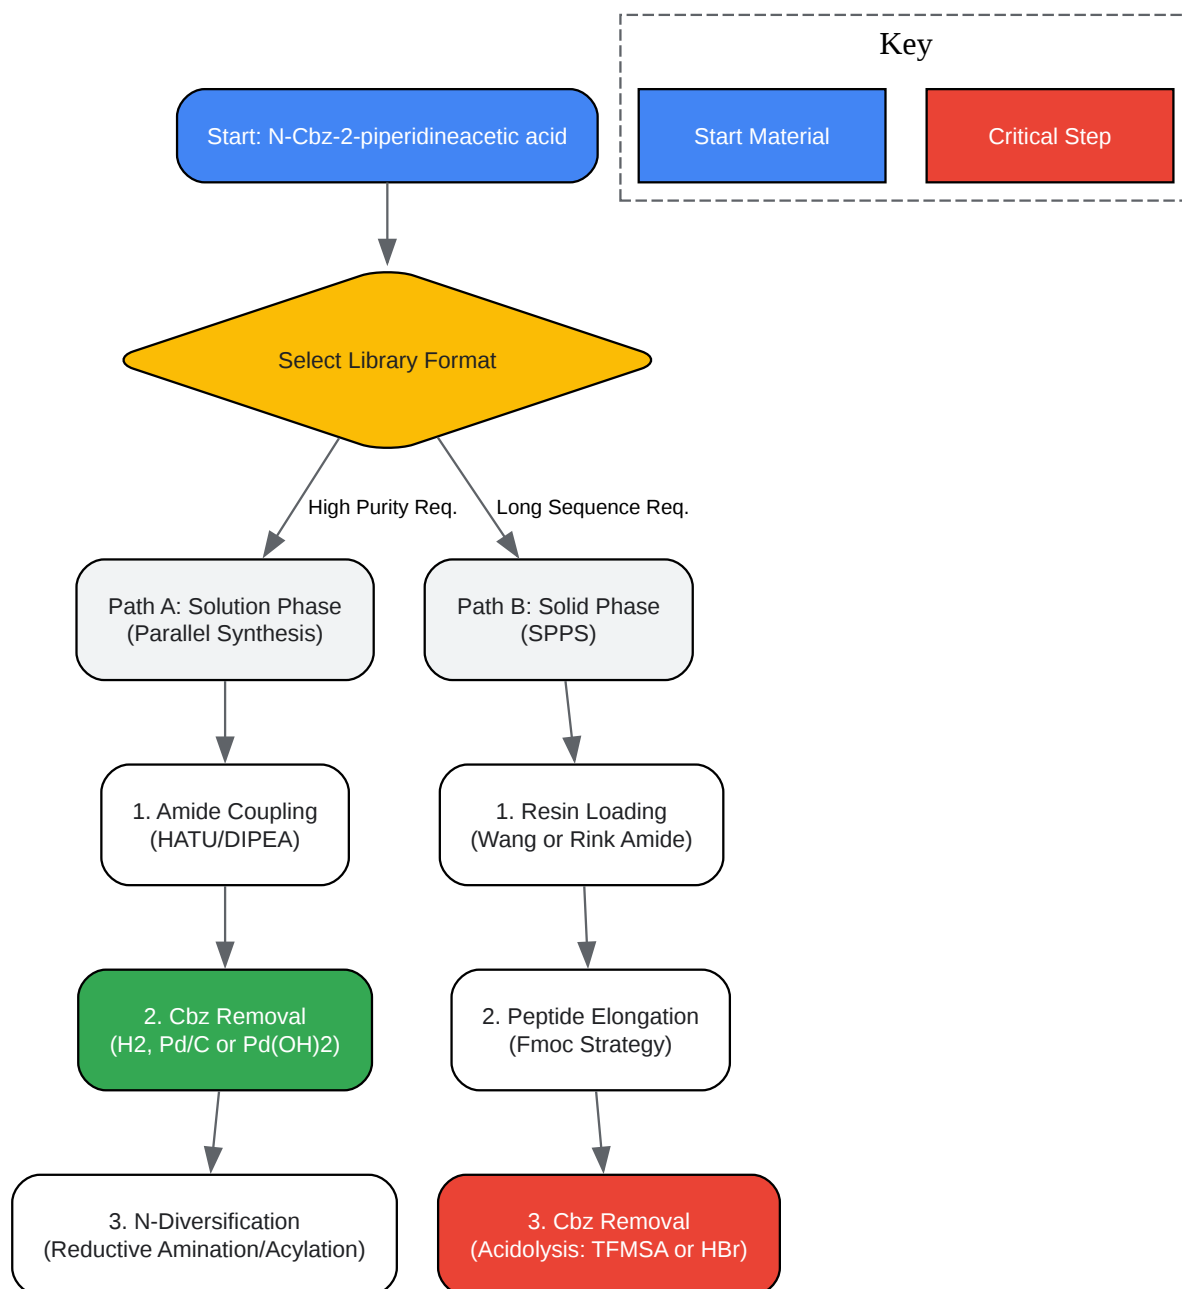 Key
Start: N-Cbz-2-piperidineacetic acid
Start Material
Critical Step
Select Library Format
High Purity Req.
Long Sequence Req.
Path A: Solution Phase
(Parallel Synthesis)
Path B: Solid Phase
(SPPS)
1. Amide Coupling
(HATU/DIPEA)
1. Resin Loading
(Wang or Rink Amide)
2. Cbz Removal
(H2, Pd/C or Pd(OH)2)
2. Peptide Elongation
(Fmoc Strategy)
3. N-Diversification
(Reductive Amination/Acylation)
3. Cbz Removal
(Acidolysis: TFMSA or HBr)